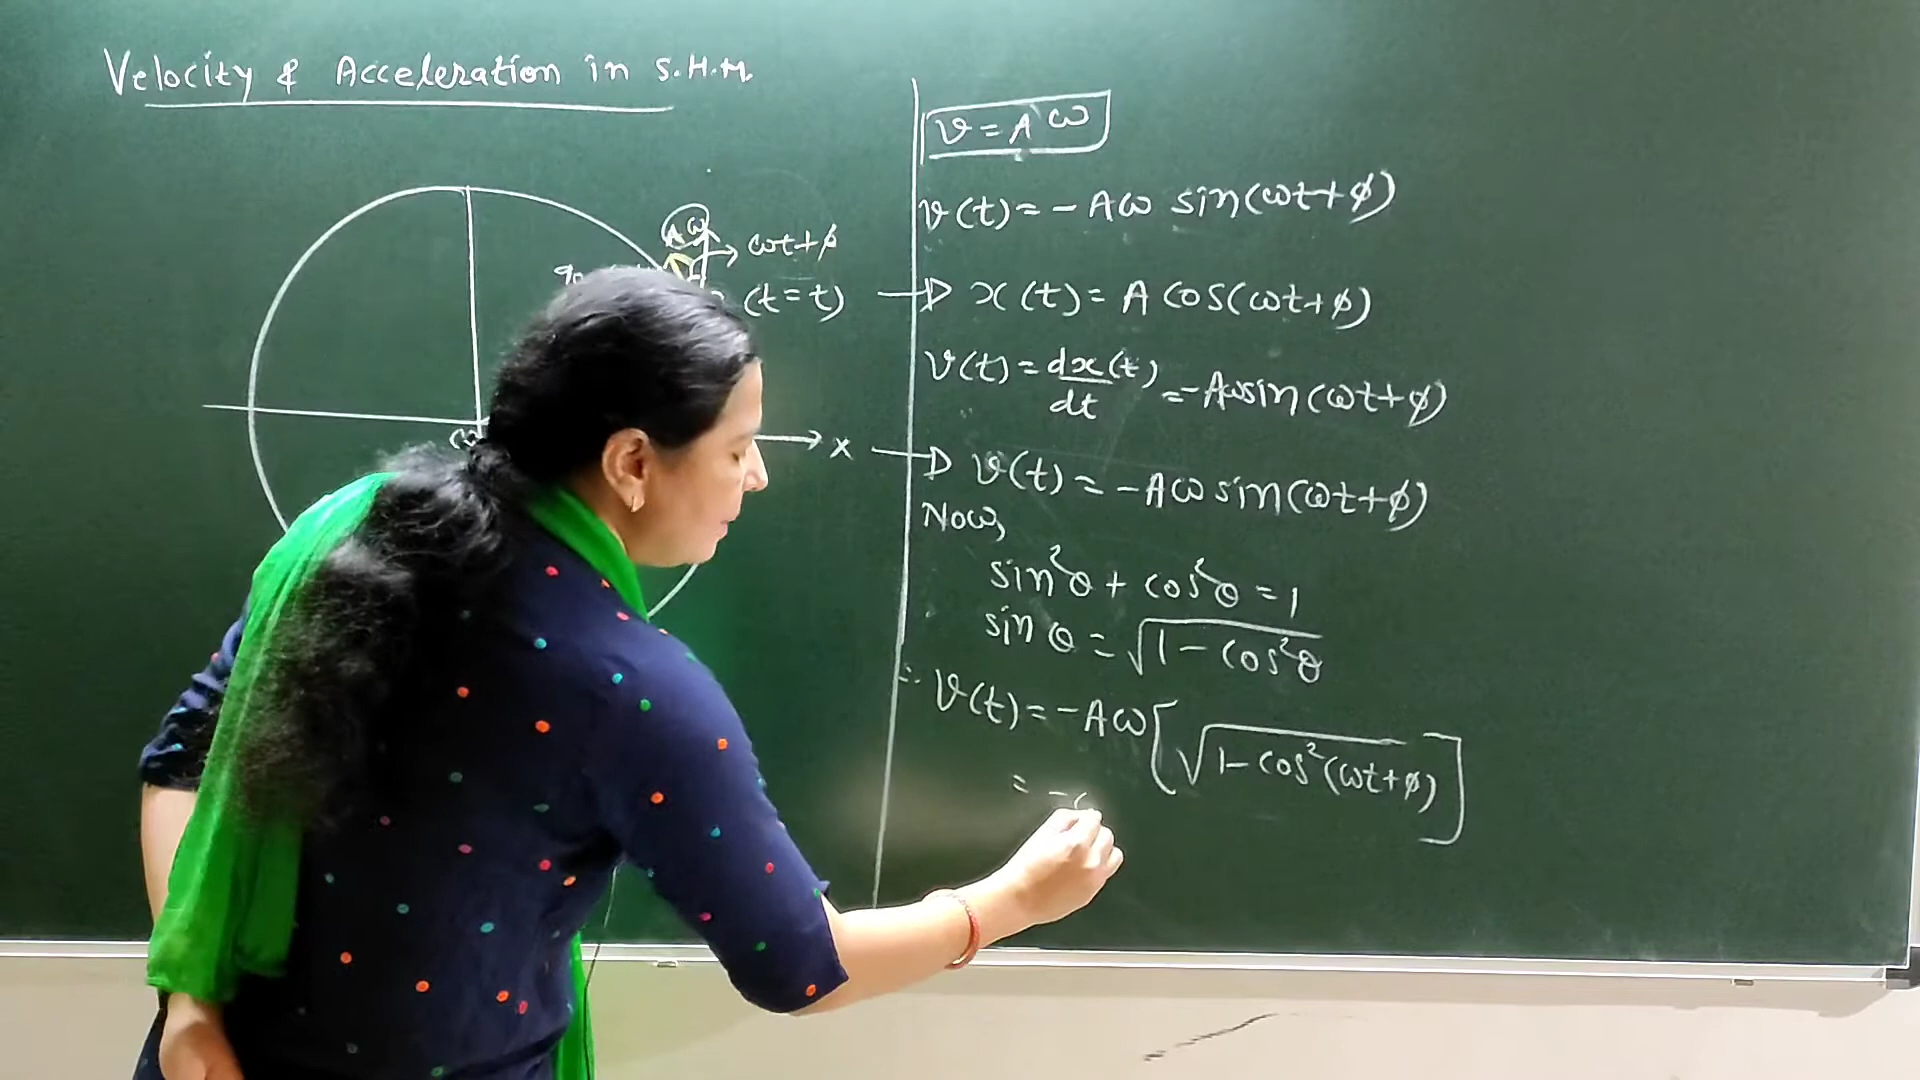 Velocity & Acceleration in S.H.M.
v = Aω
v(t) = - Aω sin(ωt+ϕ)
Aω
ωt+ϕ
(t=t)
x(t) = A cos(ωt+ϕ)
v(t) = dx(t)/dt = -Aωsin(ωt+ϕ)
X
v(t) = -Aω sin(ωt+ϕ)
Now,
sin²θ + cos²θ = 1
sin θ = √1 - cos²θ
∴ v(t) = -Aω [√1-cos²(ωt+ϕ)]
= -